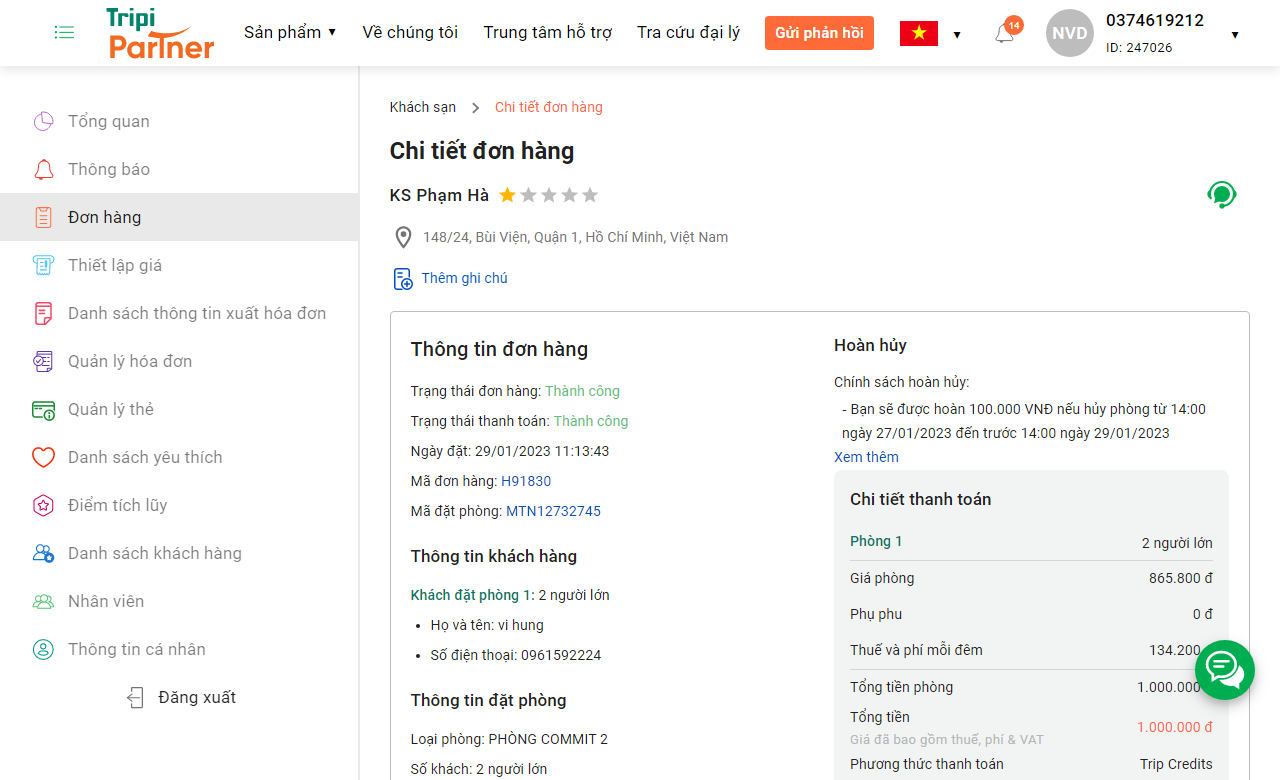 Tripi Partner
Sản phẩm ▼
Về chúng tôi
Trung tâm hỗ trợ
Tra cứu đại lý
Gửi phản hồi
14
NVD
0374619212
ID: 247026
Tổng quan
Thông báo
Đơn hàng
Thiết lập giá
Danh sách thông tin xuất hóa đơn
Quản lý hóa đơn
Quản lý thẻ
Danh sách yêu thích
Điểm tích lũy
Danh sách khách hàng
Nhân viên
Thông tin cá nhân
Đăng xuất
Khách sạn > Chi tiết đơn hàng
Chi tiết đơn hàng
KS Phạm Hà
148/24, Bùi Viện, Quận 1, Hồ Chí Minh, Việt Nam
Thêm ghi chú
Thông tin đơn hàng
Trạng thái đơn hàng: Thành công
Trạng thái thanh toán: Thành công
Ngày đặt: 29/01/2023 11:13:43
Mã đơn hàng: H91830
Mã đặt phòng: MTN12732745
Thông tin khách hàng
Khách đặt phòng 1: 2 người lớn
• Họ và tên: vi hung
• Số điện thoại: 0961592224
Thông tin đặt phòng
Loại phòng: PHÒNG COMMIT 2
Số khách: 2 người lớn
Hoàn hủy
Chính sách hoàn hủy:
- Bạn sẽ được hoàn 100.000 VNĐ nếu hủy phòng từ 14:00
ngày 27/01/2023 đến trước 14:00 ngày 29/01/2023
Xem thêm
Chi tiết thanh toán
Phòng 1 2 người lớn
Giá phòng 865.800 đ
Phụ phu 0 đ
Thuế và phí mỗi đêm 134.200
Tổng tiền phòng 1.000.000
Tổng tiền 1.000.000 đ
Giá đã bao gồm thuế, phí & VAT
Phương thức thanh toán Trip Credits